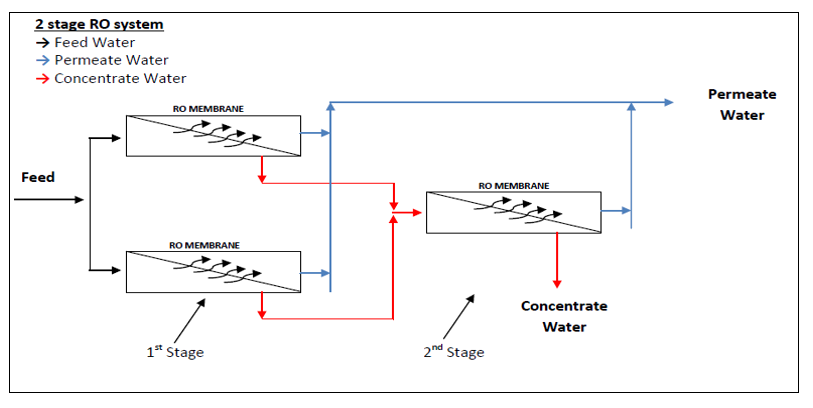 2 stage RO system
→ Feed Water
→ Permeate Water
→ Concentrate Water
RO MEMBRANE
Permeate
Water
Feed
RO MEMBRANE
RO MEMBRANE
Concentrate
Water
1st Stage
2nd Stage